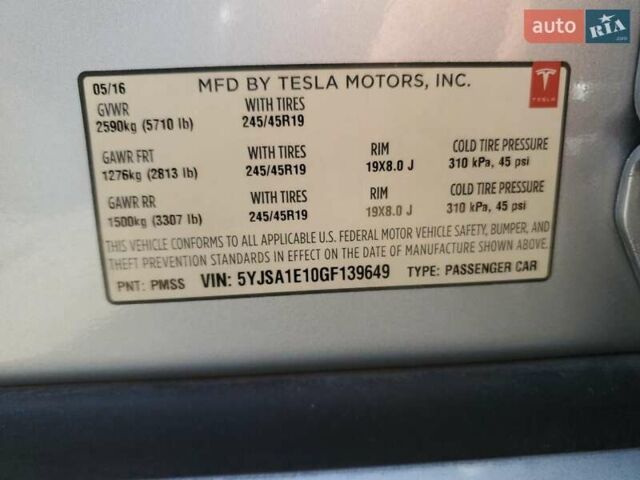 auto RIA .com
05/16 MFD BY TESLA MOTORS, INC.
TESLA
GVWR WITH TIRES
2590kg (5710 lb) 245/45R19
GAWR FRT WITH TIRES RIM COLD TIRE PRESSURE
1276kg (2813 lb) 245/45R19 19X8.0 J 310 kPa, 45 psi
GAWR RR WITH TIRES RIM COLD TIRE PRESSURE
1500kg (3307 lb) 245/45R19 19X8.0 J 310 kPa, 45 psi
THIS VEHICLE CONFORMS TO ALL APPLICABLE U.S. FEDERAL MOTOR VEHICLE SAFETY, BUMPER, AND
THEFT PREVENTION STANDARDS IN EFFECT ON THE DATE OF MANUFACTURE SHOWN ABOVE.
PNT: PMSS VIN: 5YJSA1E10GF139649 TYPE: PASSENGER CAR